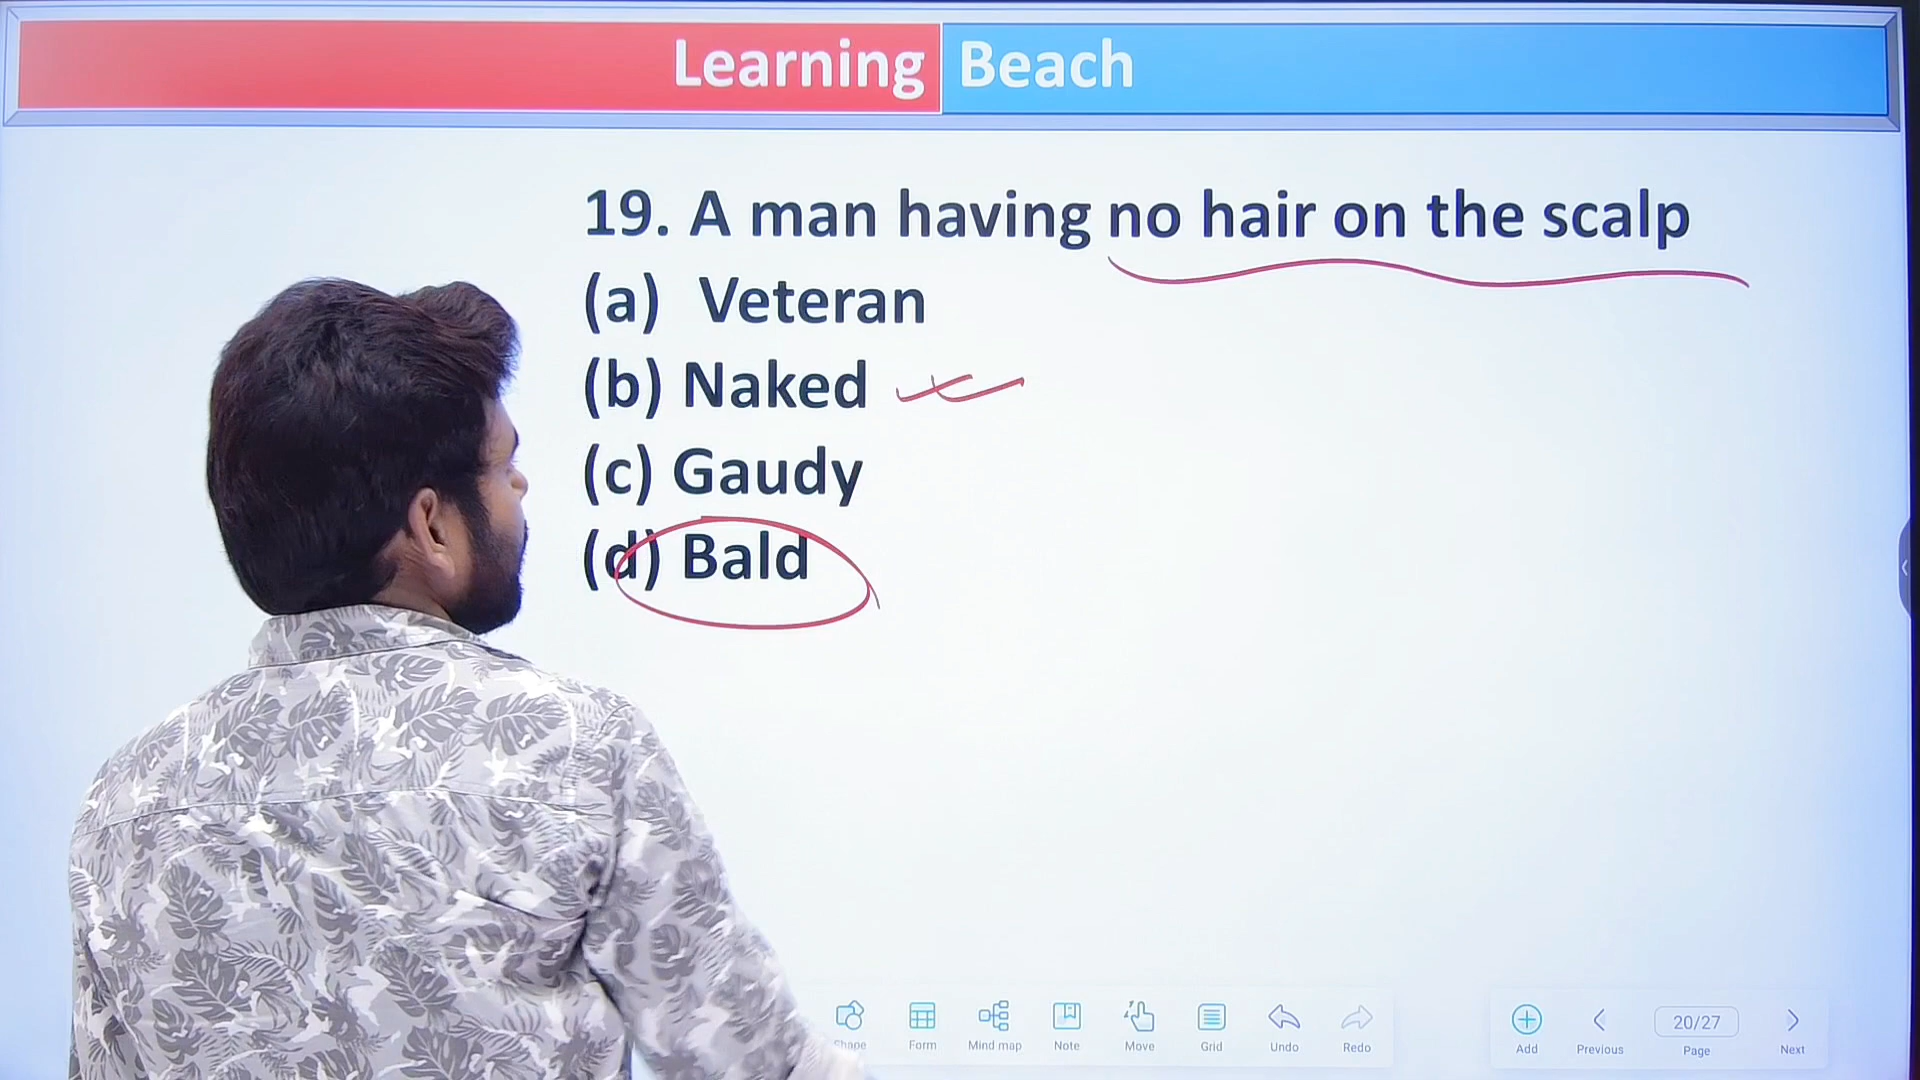 Learning Beach
19. A man having no hair on the scalp
(a) Veteran
(b) Naked
(c) Gaudy
(d) Bald
Shape Form Mind map Note Move Grid Undo Redo Add Previous 20/27 Page Next